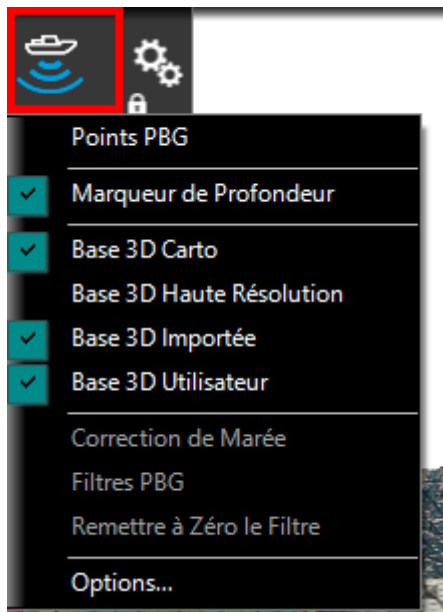 Points PBG
Marqueur de Profondeur
Base 3D Carto
Base 3D Haute Résolution
Base 3D Importée
Base 3D Utilisateur
Correction de Marée
Filtres PBG
Remettre à Zéro le Filtre
Options...